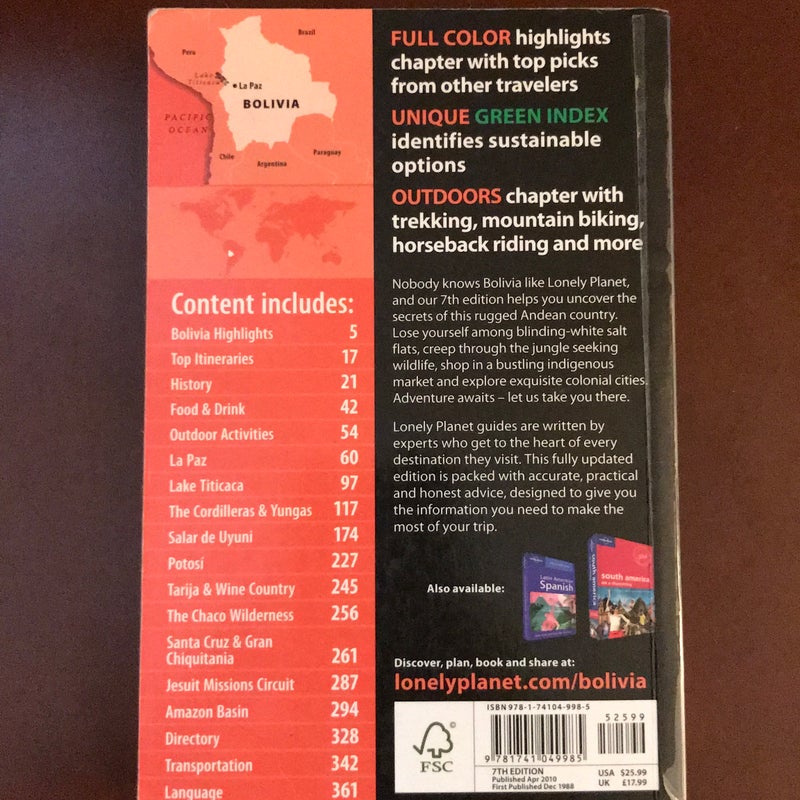 Peru
Brazil
Lake
Titicaca
La Paz
BOLIVIA
PACIFIC
OCEAN
Chile
Argentina
Paraguay
Content includes:
Bolivia Highlights 5
Top Itineraries 17
History 21
Food & Drink 42
Outdoor Activities 54
La Paz 60
Lake Titicaca 97
The Cordilleras & Yungas 117
Salar de Uyuni 174
Potosí 227
Tarija & Wine Country 245
The Chaco Wilderness 256
Santa Cruz & Gran
Chiquitania 261
Jesuit Missions Circuit 287
Amazon Basin 294
Directory 328
Transportation 342
Language 361
FULL COLOR highlights
chapter with top picks
from other travelers
UNIQUE GREEN INDEX
identifies sustainable
options
OUTDOORS chapter with
trekking, mountain biking,
horseback riding and more
Nobody knows Bolivia like Lonely Planet,
and our 7th edition helps you uncover the
secrets of this rugged Andean country.
Lose yourself among blinding-white salt
flats, creep through the jungle seeking
wildlife, shop in a bustling indigenous
market and explore exquisite colonial cities.
Adventure awaits – let us take you there.
Lonely Planet guides are written by
experts who get to the heart of every
destination they visit. This fully updated
edition is packed with accurate, practical
and honest advice, designed to give you
the information you need to make the
most of your trip.
Also available:
Latin American
Spanish
south america
on a shoestring
south america
Discover, plan, book and share at:
lonelyplanet.com/bolivia
FSC
ISBN 978-1-74104-998-5
52599
9 781741 049985
7TH EDITION
Published Apr 2010
First Published Dec 1988
USA $25.99
UK £17.99